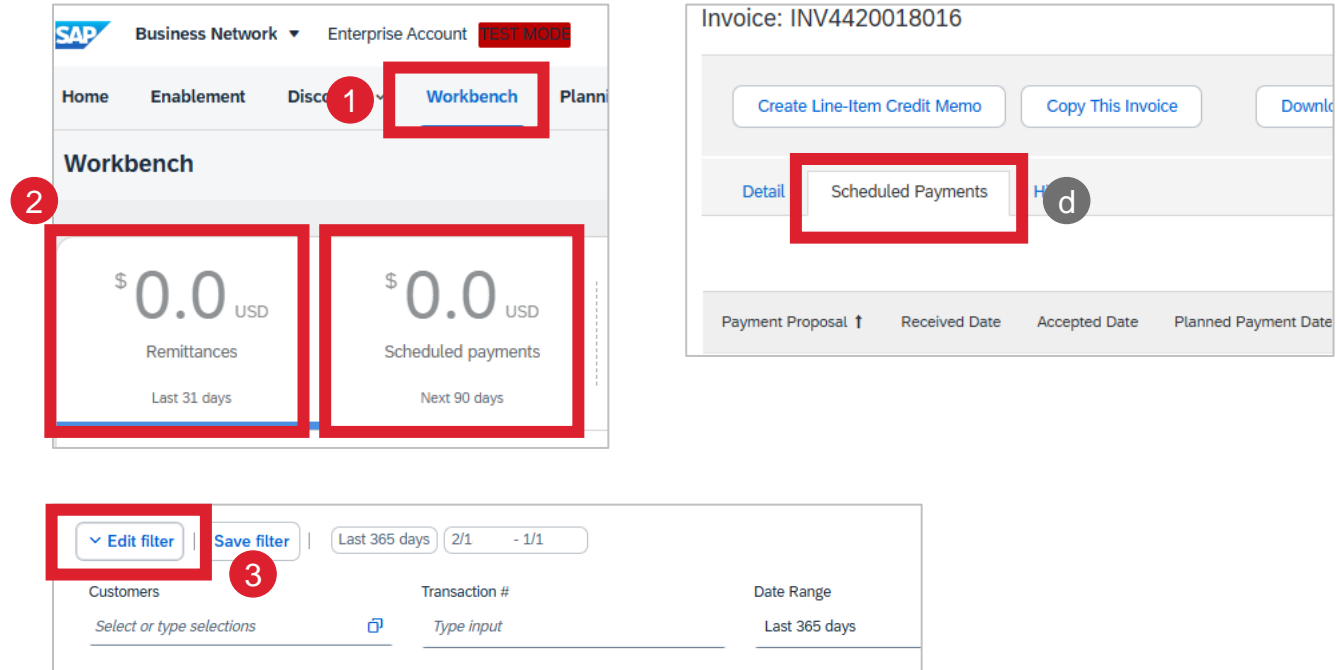 SAP Business Network Enterprise Account TEST MODE
1
Home Enablement Workbench
Workbench
2
$ 0.0 USD
Remittances
Last 31 days
$ 0.0 USD
Scheduled payments
Next 90 days
Invoice: INV4420018016
Create Line-Item Credit Memo Copy This Invoice
Detail Scheduled Payments
d
Payment Proposal ↑ Received Date Accepted Date Planned Payment Date
Edit filter | Save filter | Last 365 days 2/1 - 1/1
3
Customers Transaction # Date Range
Select or type selections Type input Last 365 days